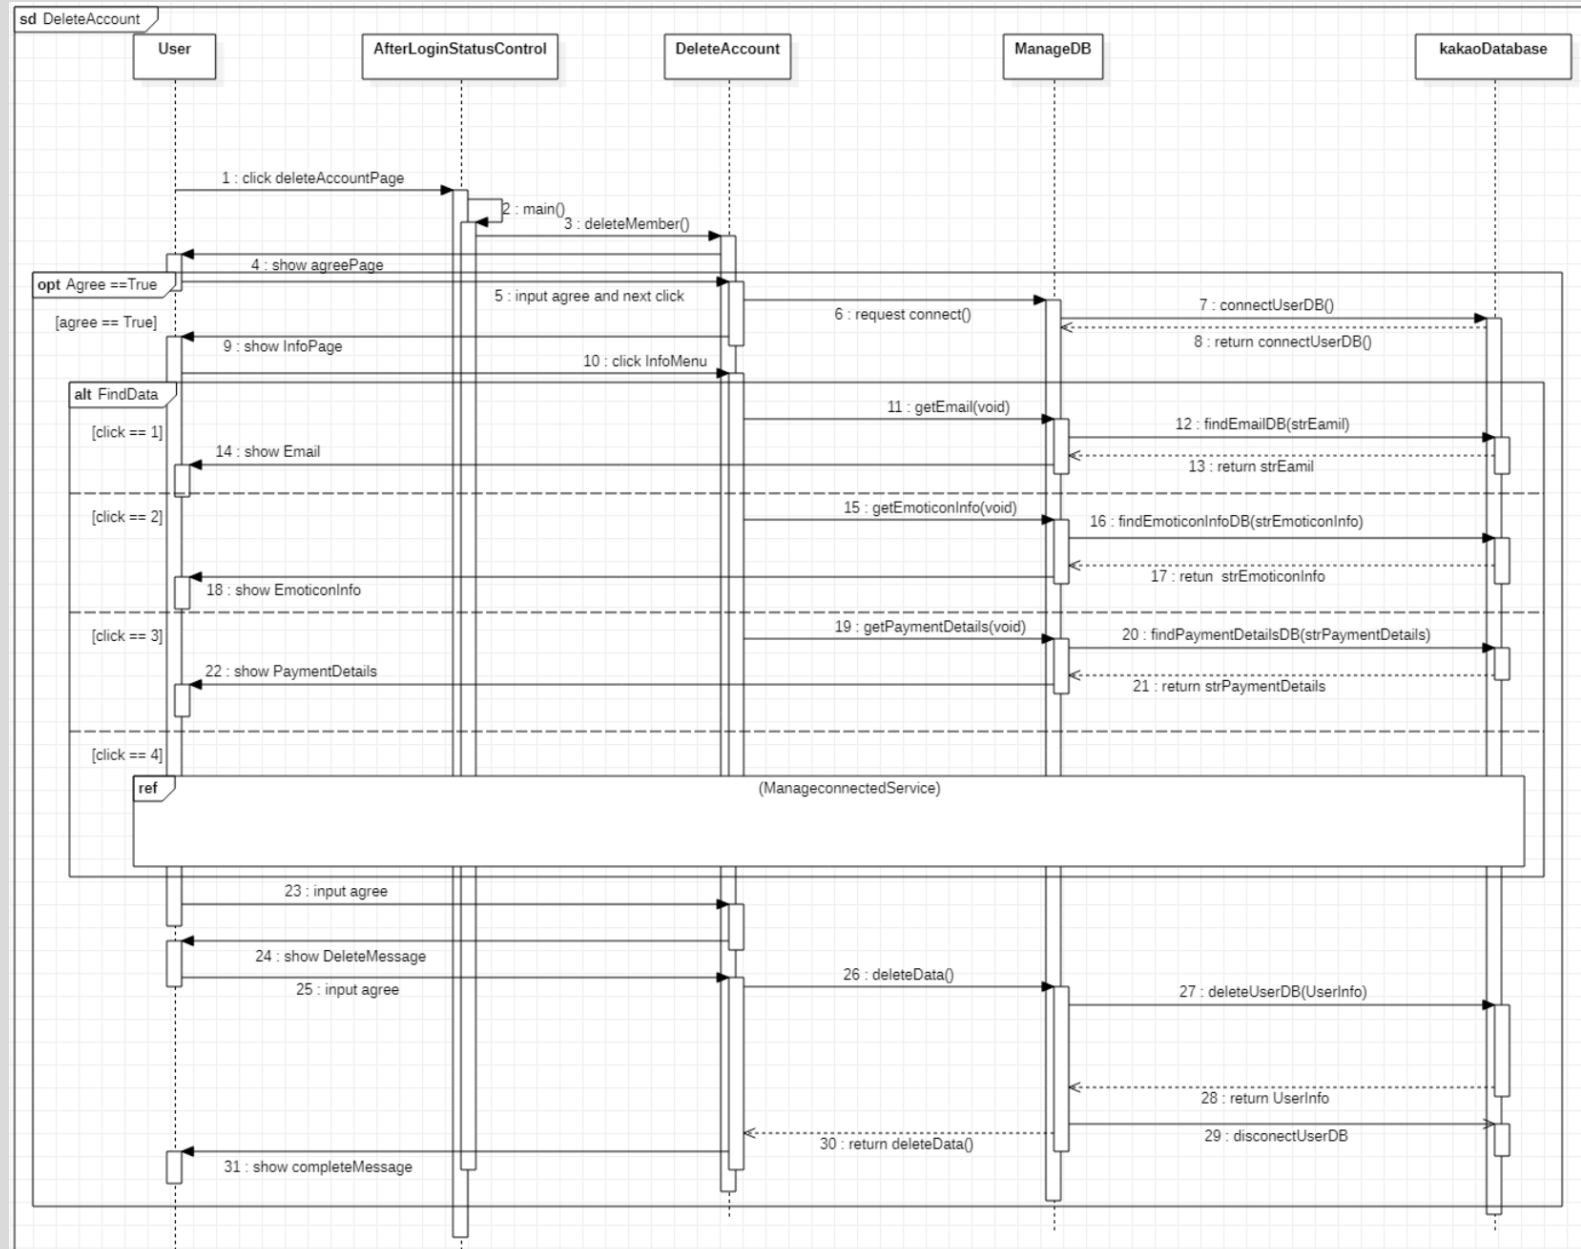 sd DeleteAccount
User
AfterLoginStatusControl
DeleteAccount
ManageDB
kakaoDatabase
1 : click deleteAccountPage
2 : main()
3 : deleteMember()
4 : show agreePage
opt Agree ==True
5 : input agree and next click
6 : request connect()
7 : connectUserDB()
[agree == True]
8 : return connectUserDB()
9 : show InfoPage
10 : click InfoMenu
alt FindData
11 : getEmail(void)
[click == 1]
12 : findEmailDB(strEamil)
14 : show Email
13 : return strEamil
[click == 2]
15 : getEmoticonInfo(void)
16 : findEmoticonInfoDB(strEmoticonInfo)
17 : retun  strEmoticonInfo
18 : show EmoticonInfo
[click == 3]
19 : getPaymentDetails(void)
20 : findPaymentDetailsDB(strPaymentDetails)
22 : show PaymentDetails
21 : return strPaymentDetails
[click == 4]
ref
(ManageconnectedService)
23 : input agree
24 : show DeleteMessage
25 : input agree
26 : deleteData()
27 : deleteUserDB(UserInfo)
28 : return UserInfo
29 : disconectUserDB
30 : return deleteData()
31 : show completeMessage